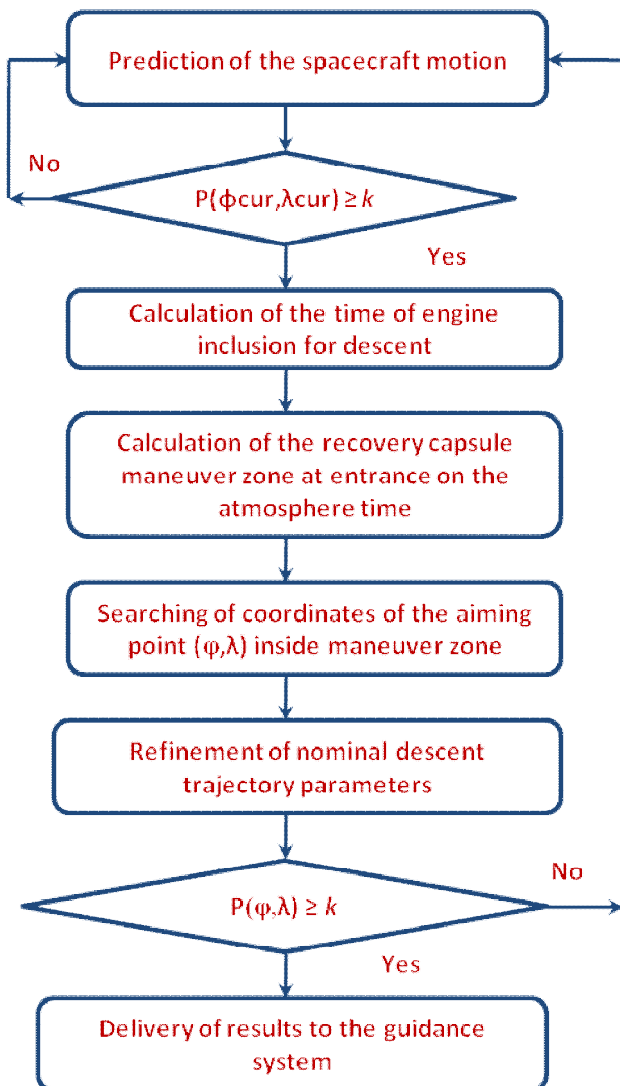 Prediction of the spacecraft motion
No
P(ϕcur,λcur) ≥ k
Yes
Calculation of the time of engine
inclusion for descent
Calculation of the recovery capsule
maneuver zone at entrance on the
atmosphere time
Searching of coordinates of the aiming
point (φ,λ) inside maneuver zone
Refinement of nominal descent
trajectory parameters
No
P(φ,λ) ≥ k
Yes
Delivery of results to the guidance
system